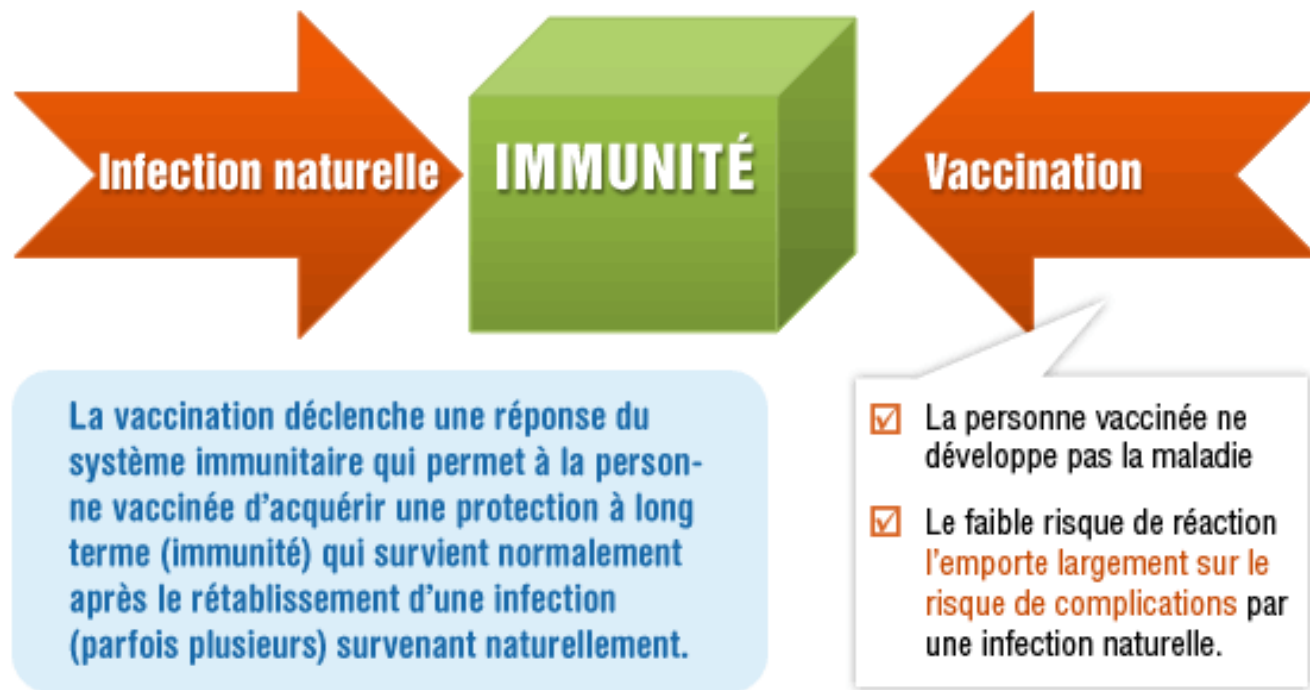 Infection naturelle
IMMUNITÉ
Vaccination
La vaccination déclenche une réponse du
système immunitaire qui permet à la person-
ne vaccinée d'acquérir une protection à long
terme (immunité) qui survient normalement
après le rétablissement d'une infection
(parfois plusieurs) survenant naturellement.
La personne vaccinée ne
développe pas la maladie
Le faible risque de réaction
l'emporte largement sur le
risque de complications par
une infection naturelle.